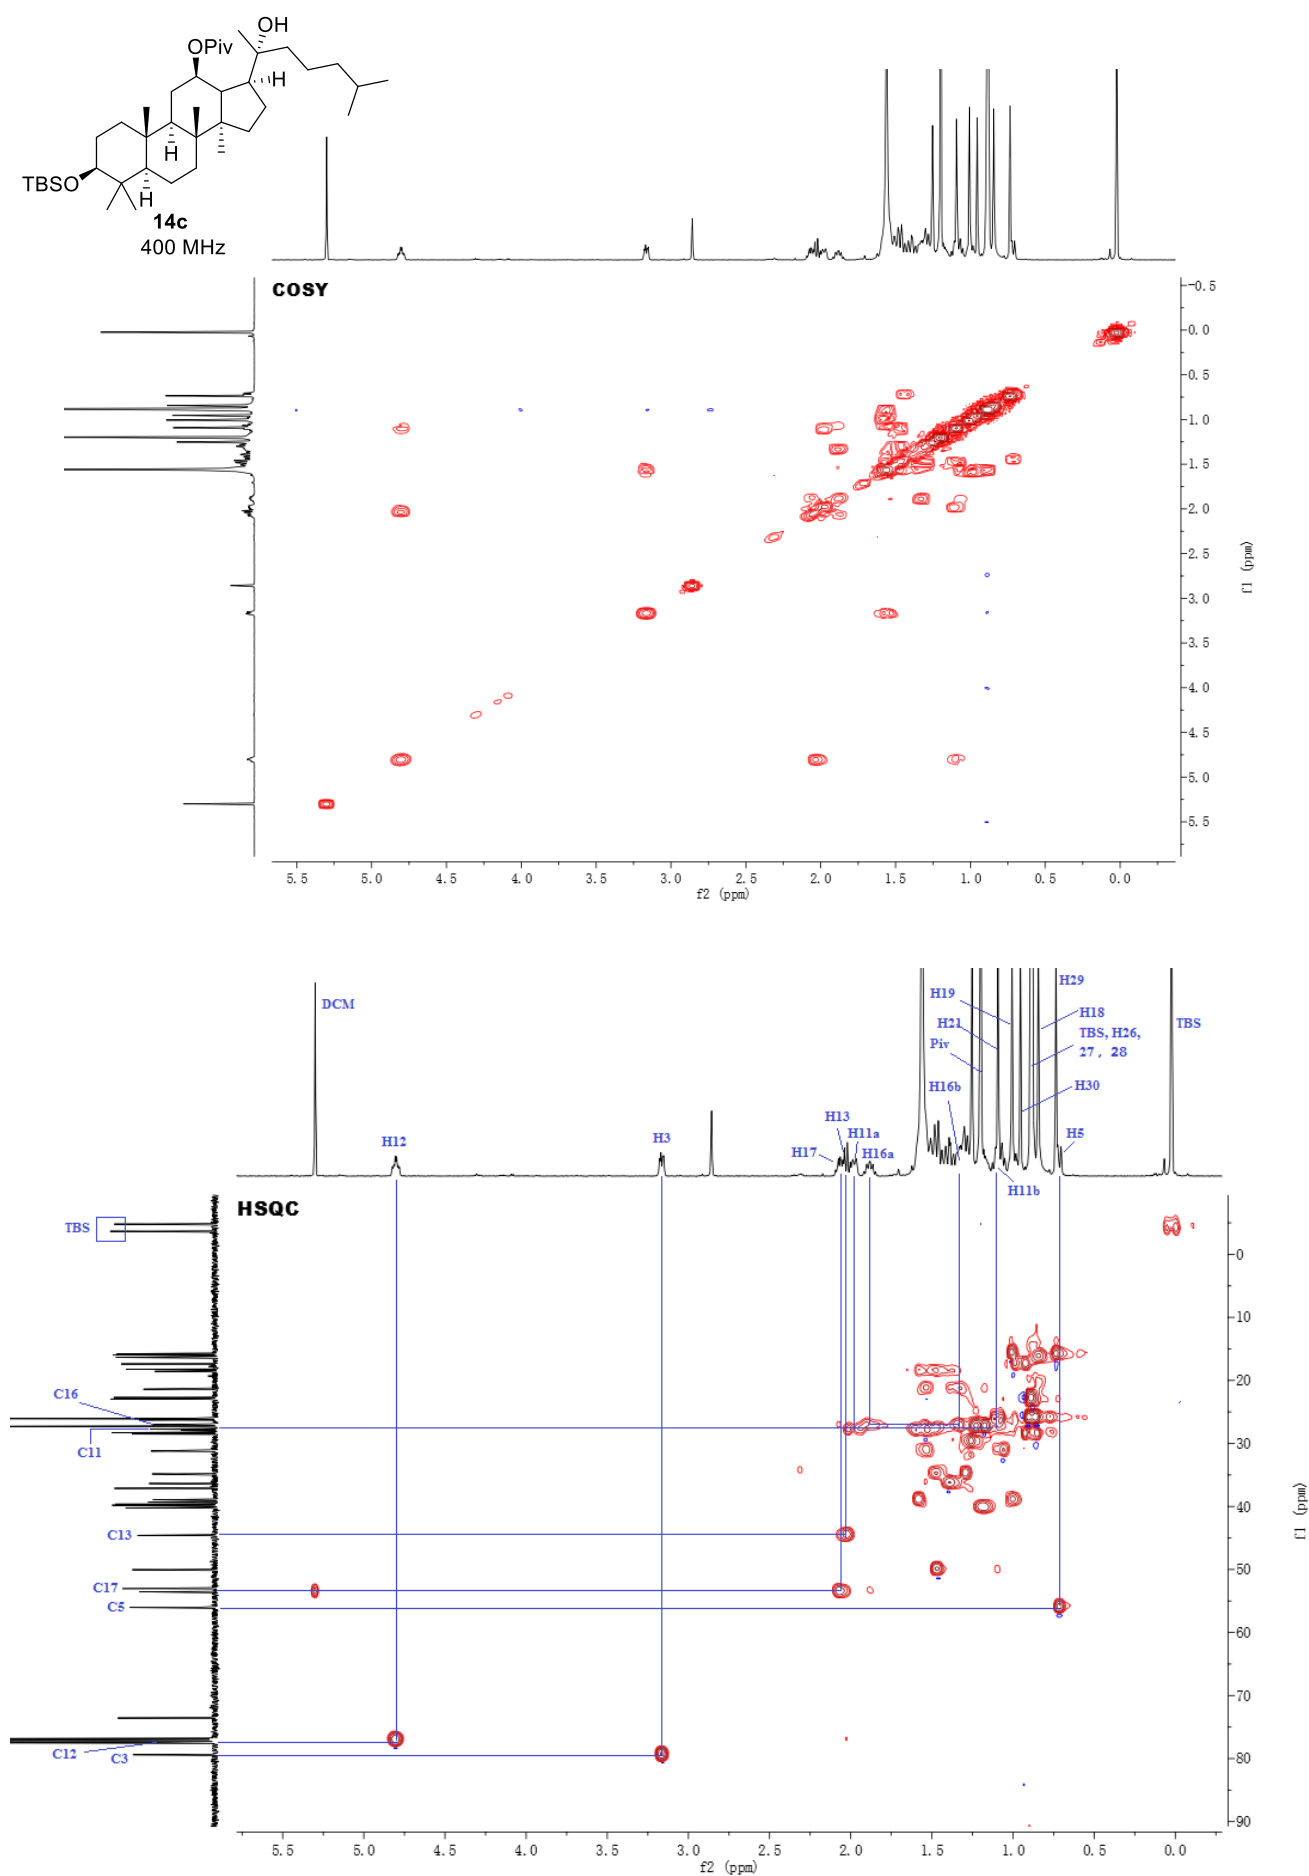 OH
OPiv
H
H
TBSO
H
14c
400 MHz
COSY
-0.5
0.0
0.5
1.0
1.5
2.0
2.5
3.0
3.5
4.0
4.5
5.0
5.5
f1 (ppm)
5.5 5.0 4.5 4.0 3.5 3.0 2.5 2.0 1.5 1.0 0.5 0.0
f2 (ppm)
DCM
H12
H3
H17
H13
H11a
H16a
H16b
Piv
H21
H19
H29
H18
TBS, H26,
27, 28
H30
H5
H11b
TBS
HSQC
TBS
C16
C11
C13
C17
C5
C12
C3
0
10
20
30
40
50
60
70
80
90
f1 (ppm)
5.5 5.0 4.5 4.0 3.5 3.0 2.5 2.0 1.5 1.0 0.5 0.0
f2 (ppm)